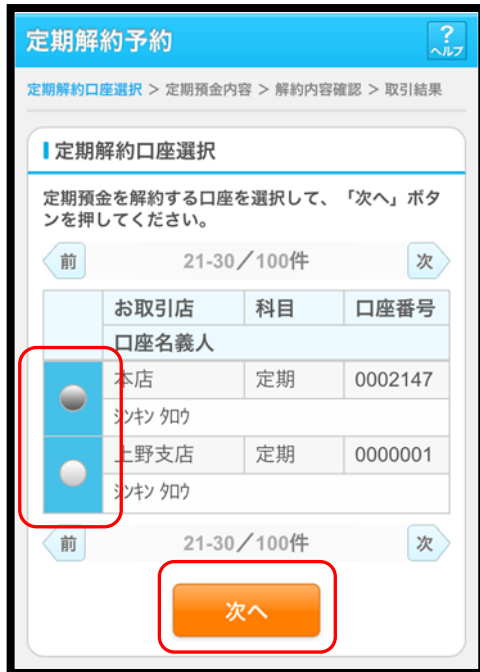 定期解約予約
?
ヘルプ
定期解約口座選択 > 定期預金内容 > 解約内容確認 > 取引結果
定期解約口座選択
定期預金を解約する口座を選択して、「次へ」ボタ
ンを押してください。
前 21-30／100件 次
お取引店 科目 口座番号
口座名義人
本店 定期 0002147
ｼﾝｷﾝ ﾀﾛｳ
上野支店 定期 0000001
ｼﾝｷﾝ ﾀﾛｳ
前 21-30／100件 次
次へ